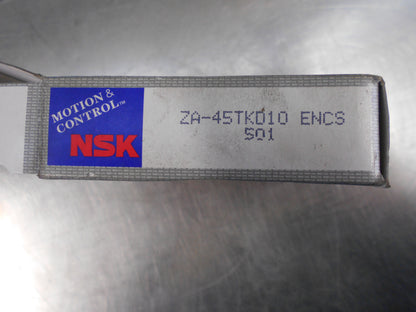 MOTION &
CONTROL™
NSK
ZA-45TKD10 ENCS
501